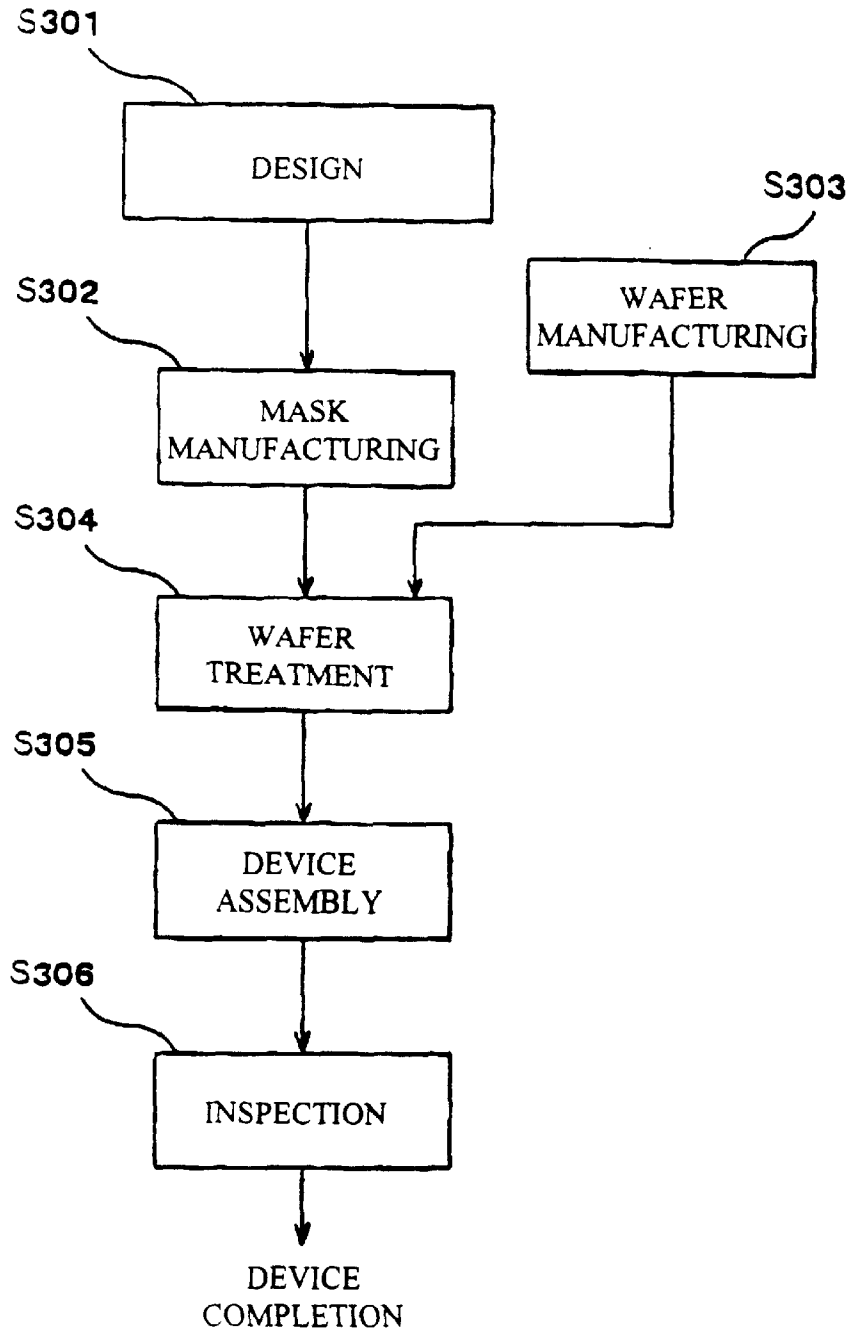 S301
DESIGN
S303
WAFER
MANUFACTURING
S302
MASK
MANUFACTURING
S304
WAFER
TREATMENT
S305
DEVICE
ASSEMBLY
S306
INSPECTION
DEVICE
COMPLETION